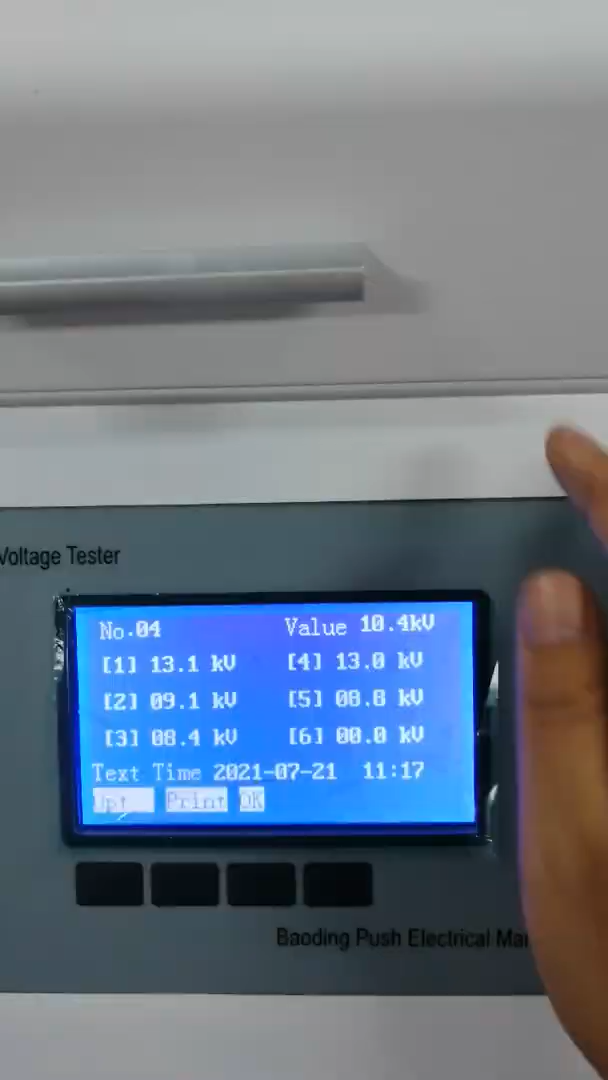 Voltage Tester
No.04 Value 10.4kV
[1] 13.1 kV [4] 13.0 kV
[2] 09.1 kV [5] 08.8 kV
[3] 08.4 kV [6] 00.0 kV
Text Time 2021-07-21 11:17
Print OK
Baoding Push Electrical